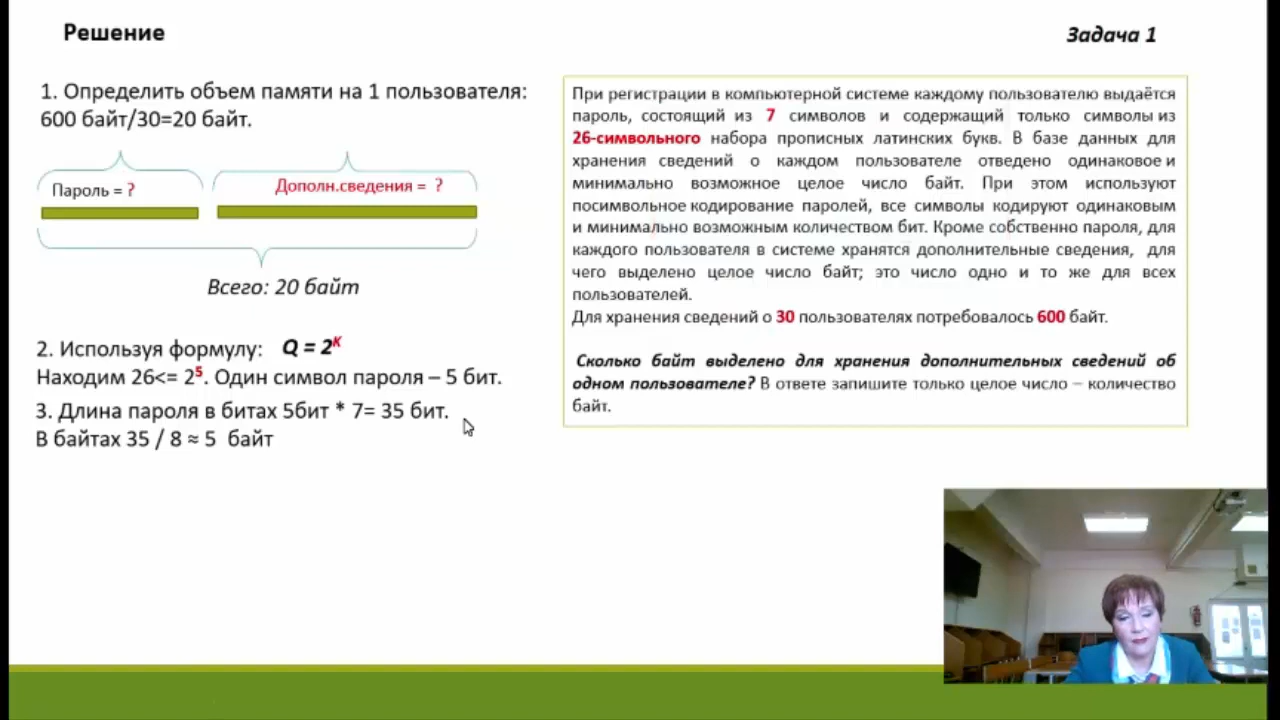 Решение
Задача 1
1. Определить объем памяти на 1 пользователя:
600 байт/30=20 байт.
Пароль = ?
Дополн.сведения = ?
Всего: 20 байт
2. Используя формулу: Q = 2ᴷ
Находим 26<= 2⁵. Один символ пароля – 5 бит.
3. Длина пароля в битах 5бит * 7= 35 бит.
В байтах 35 / 8 ≈ 5 байт
При регистрации в компьютерной системе каждому пользователю выдаётся
пароль, состоящий из 7 символов и содержащий только символы из
26-символьного набора прописных латинских букв. В базе данных для
хранения сведений о каждом пользователе отведено одинаковое и
минимально возможное целое число байт. При этом используют
посимвольное кодирование паролей, все символы кодируют одинаковым
и минимально возможным количеством бит. Кроме собственно пароля, для
каждого пользователя в системе хранятся дополнительные сведения, для
чего выделено целое число байт; это число одно и то же для всех
пользователей.
Для хранения сведений о 30 пользователях потребовалось 600 байт.
Сколько байт выделено для хранения дополнительных сведений об
одном пользователе? В ответе запишите только целое число – количество
байт.